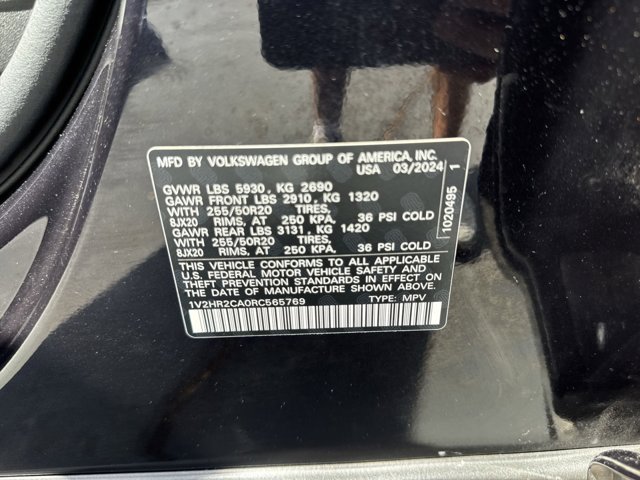 MFD BY VOLKSWAGEN GROUP OF AMERICA, INC.
USA 03/2024
GVWR LBS 5930, KG 2690
GAWR FRONT LBS 2910, KG 1320
WITH 255/50R20 TIRES,
8JX20 RIMS, AT 250 KPA. 36 PSI COLD
GAWR REAR LBS 3131, KG 1420
WITH 255/50R20 TIRES,
8JX20 RIMS, AT 250 KPA. 36 PSI COLD
THIS VEHICLE CONFORMS TO ALL APPLICABLE
U.S. FEDERAL MOTOR VEHICLE SAFETY AND
THEFT PREVENTION STANDARDS IN EFFECT ON
THE DATE OF MANUFACTURE SHOWN ABOVE.
1V2HR2CA0RC565769 TYPE: MPV
1020495 1